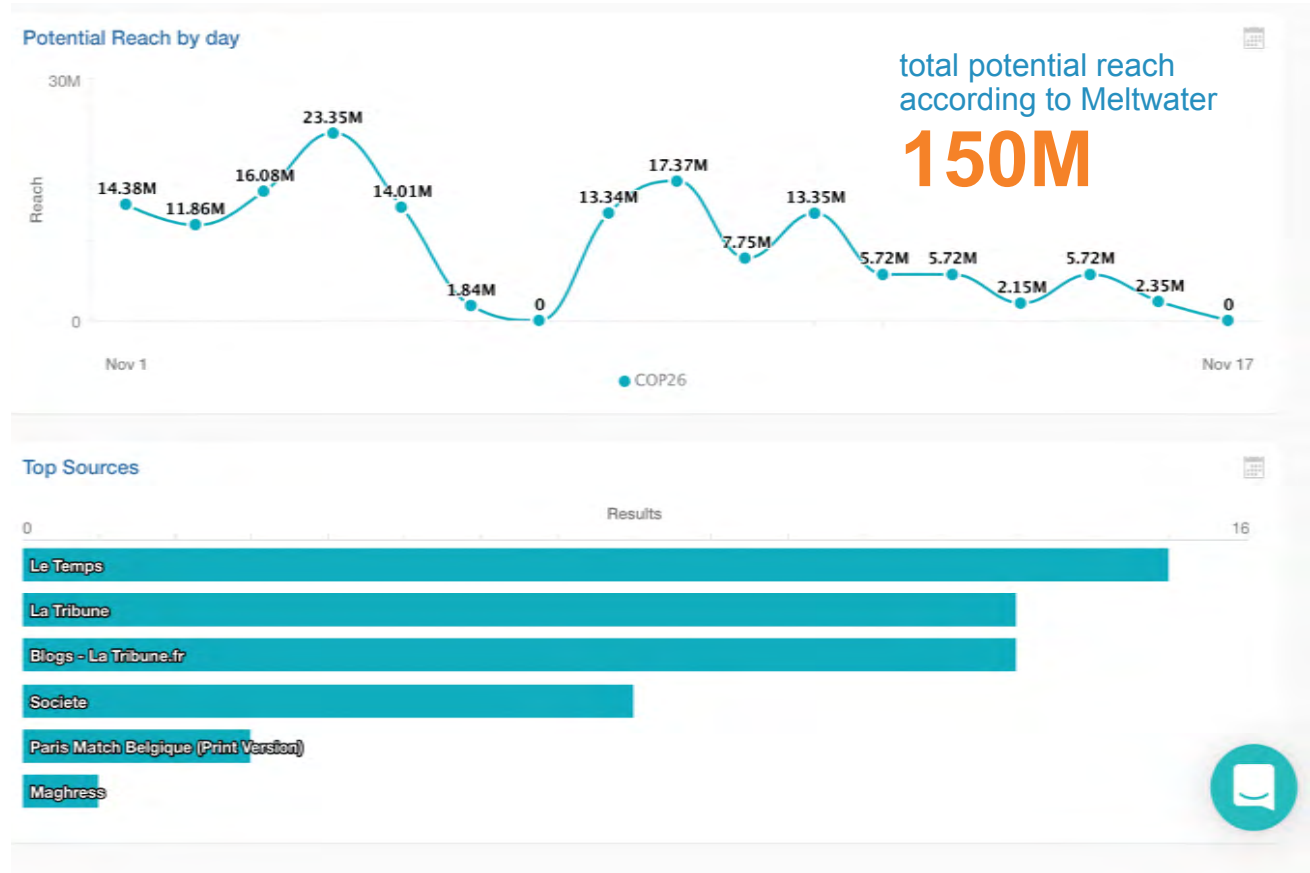 Potential Reach by day
total potential reach
according to Meltwater
150M
30M
Reach
0
14.38M
11.86M
16.08M
23.35M
14.01M
1.84M
0
13.34M
17.37M
7.75M
13.35M
5.72M
5.72M
2.15M
5.72M
2.35M
0
Nov 1
Nov 17
COP26
Top Sources
Results
0
16
Le Temps
La Tribune
Blogs - La Tribune.fr
Societe
Paris Match Belgique (Print Version)
Maghress